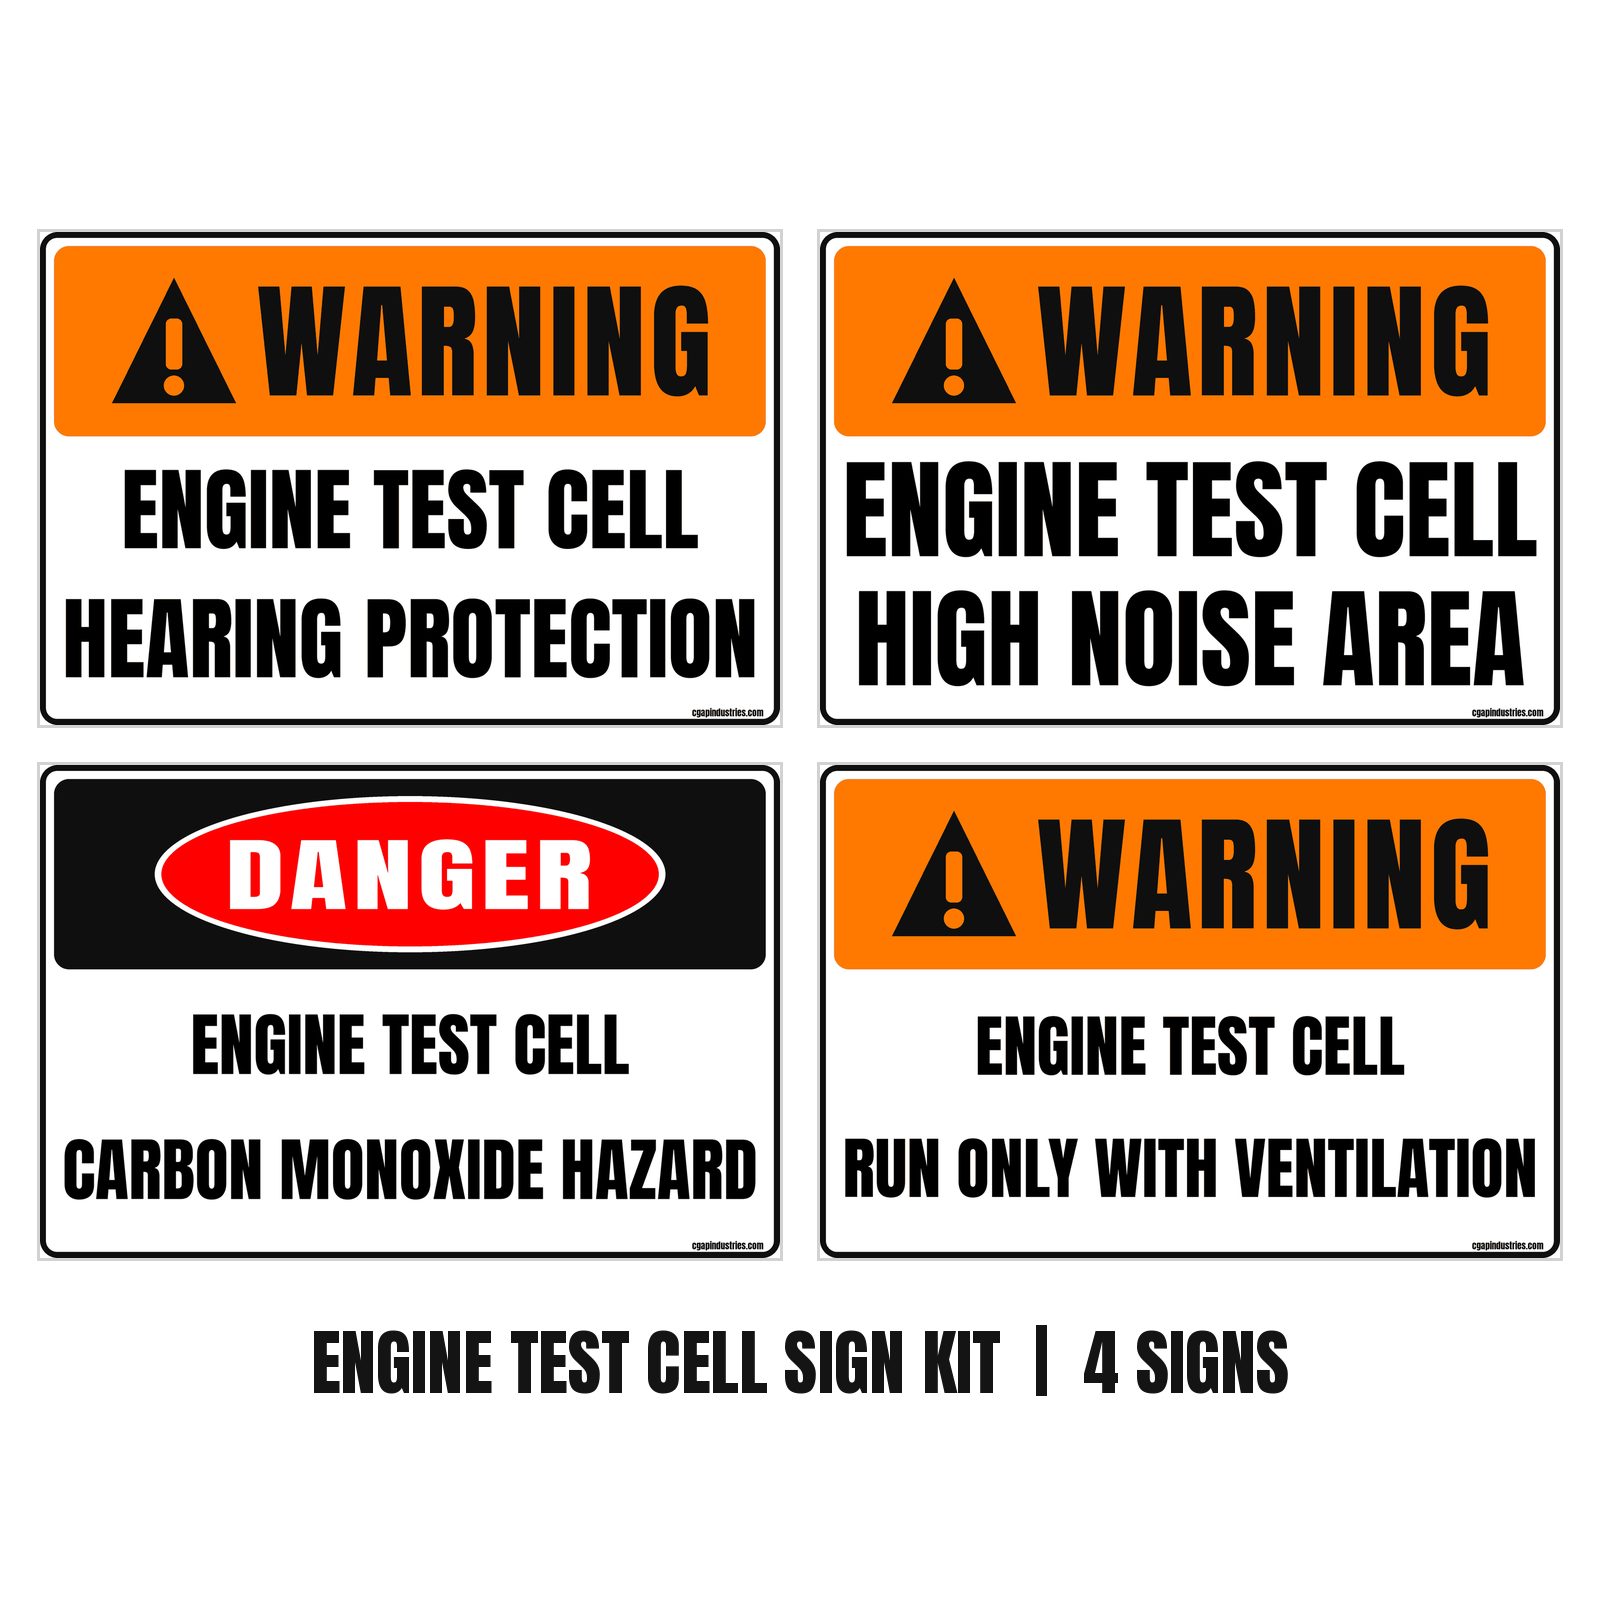 WARNING
ENGINE TEST CELL
HEARING PROTECTION
cgapindustries.com
WARNING
ENGINE TEST CELL
HIGH NOISE AREA
cgapindustries.com
DANGER
ENGINE TEST CELL
CARBON MONOXIDE HAZARD
cgapindustries.com
WARNING
ENGINE TEST CELL
RUN ONLY WITH VENTILATION
cgapindustries.com
ENGINE TEST CELL SIGN KIT | 4 SIGNS